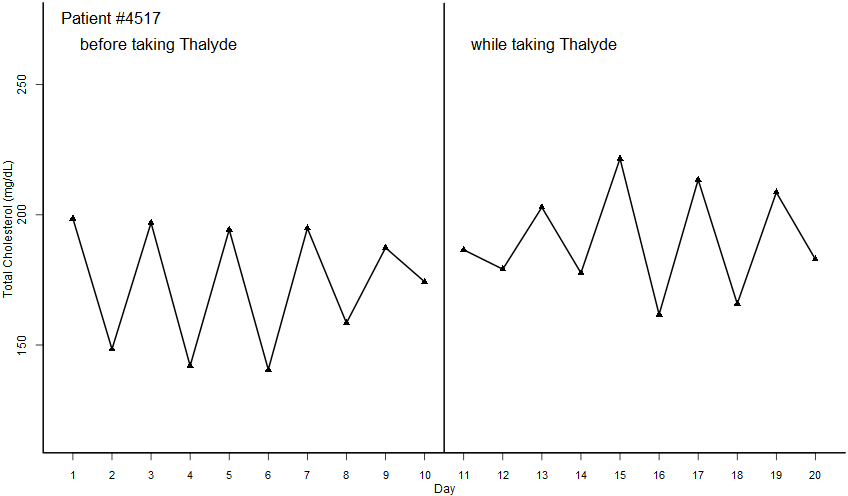 Patient #4517
before taking Thalyde
while taking Thalyde
Total Cholesterol (mg/dL)
250
200
150
1 2 3 4 5 6 7 8 9 10 11 12 13 14 15 16 17 18 19 20
Day